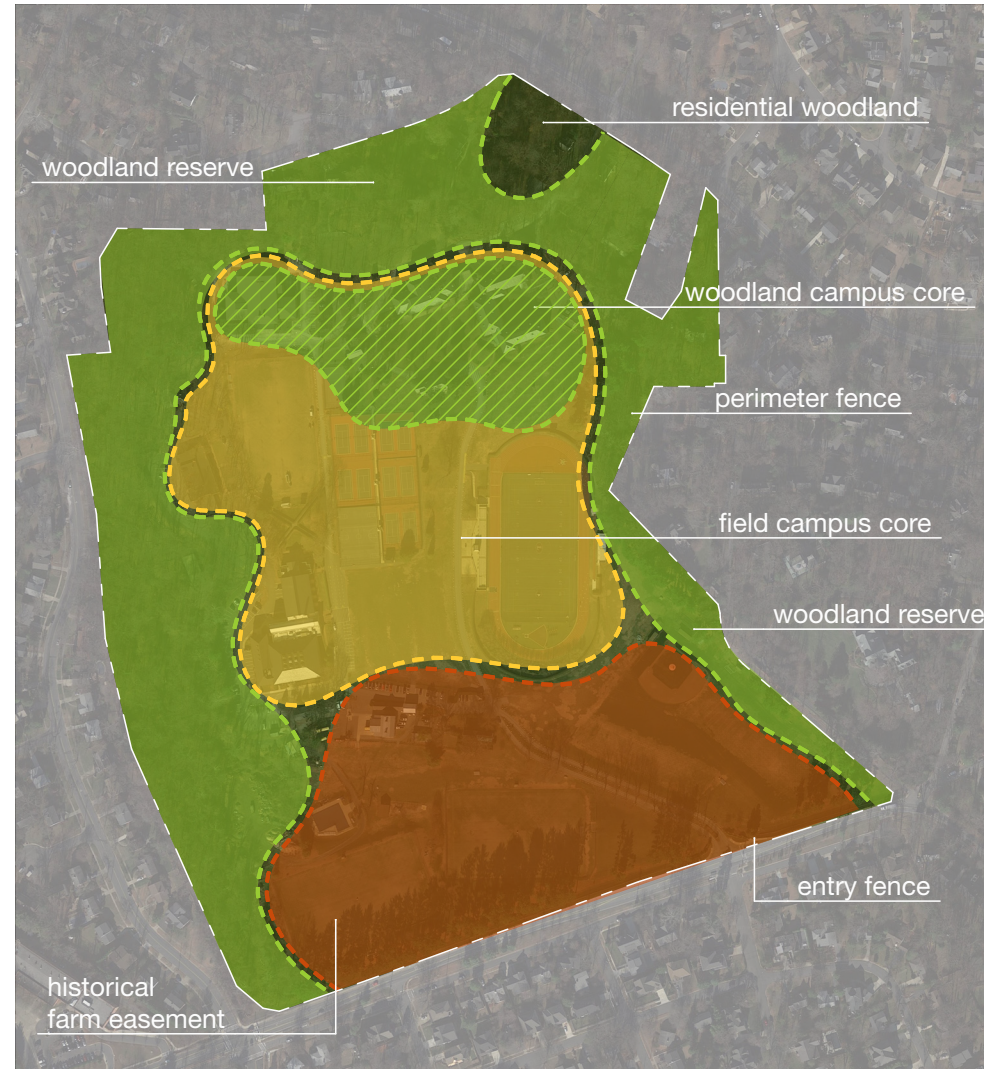 residential woodland
woodland reserve
woodland campus core
perimeter fence
field campus core
woodland reserve
entry fence
historical
farm easement